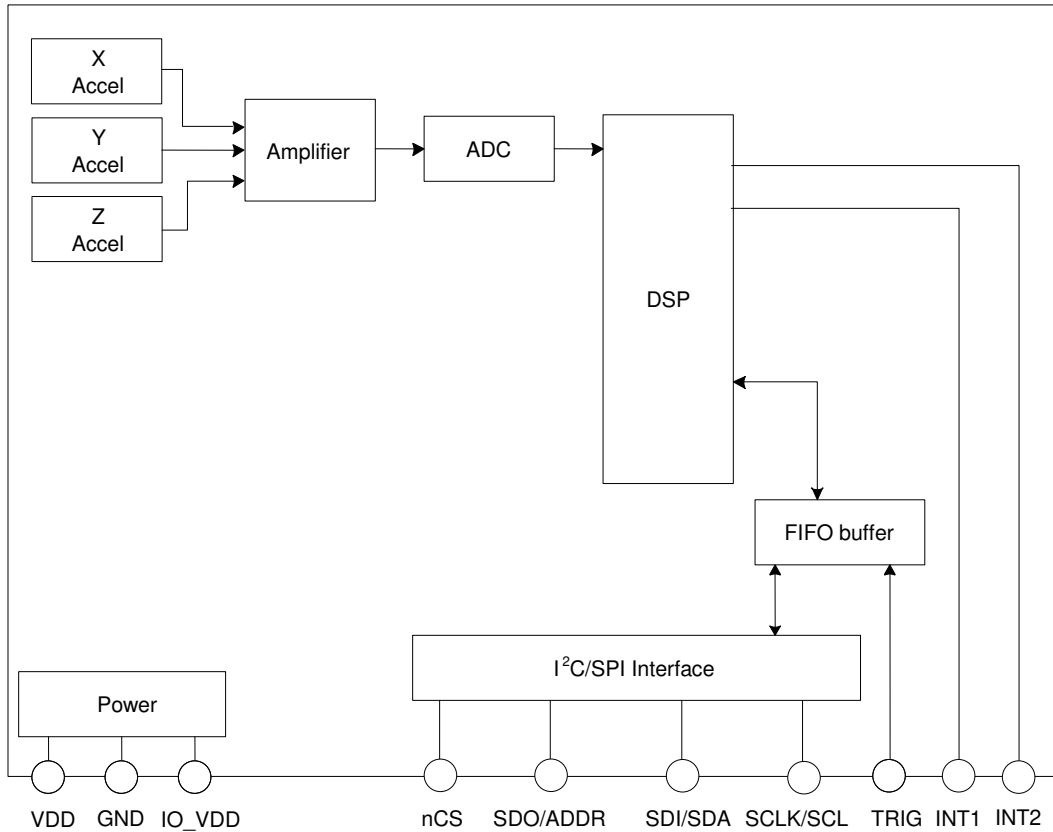 X
Accel
Y
Accel
Z
Accel
Amplifier
ADC
DSP
FIFO buffer
I²C/SPI Interface
Power
VDD
GND
IO_VDD
nCS
SDO/ADDR
SDI/SDA
SCLK/SCL
TRIG
INT1
INT2